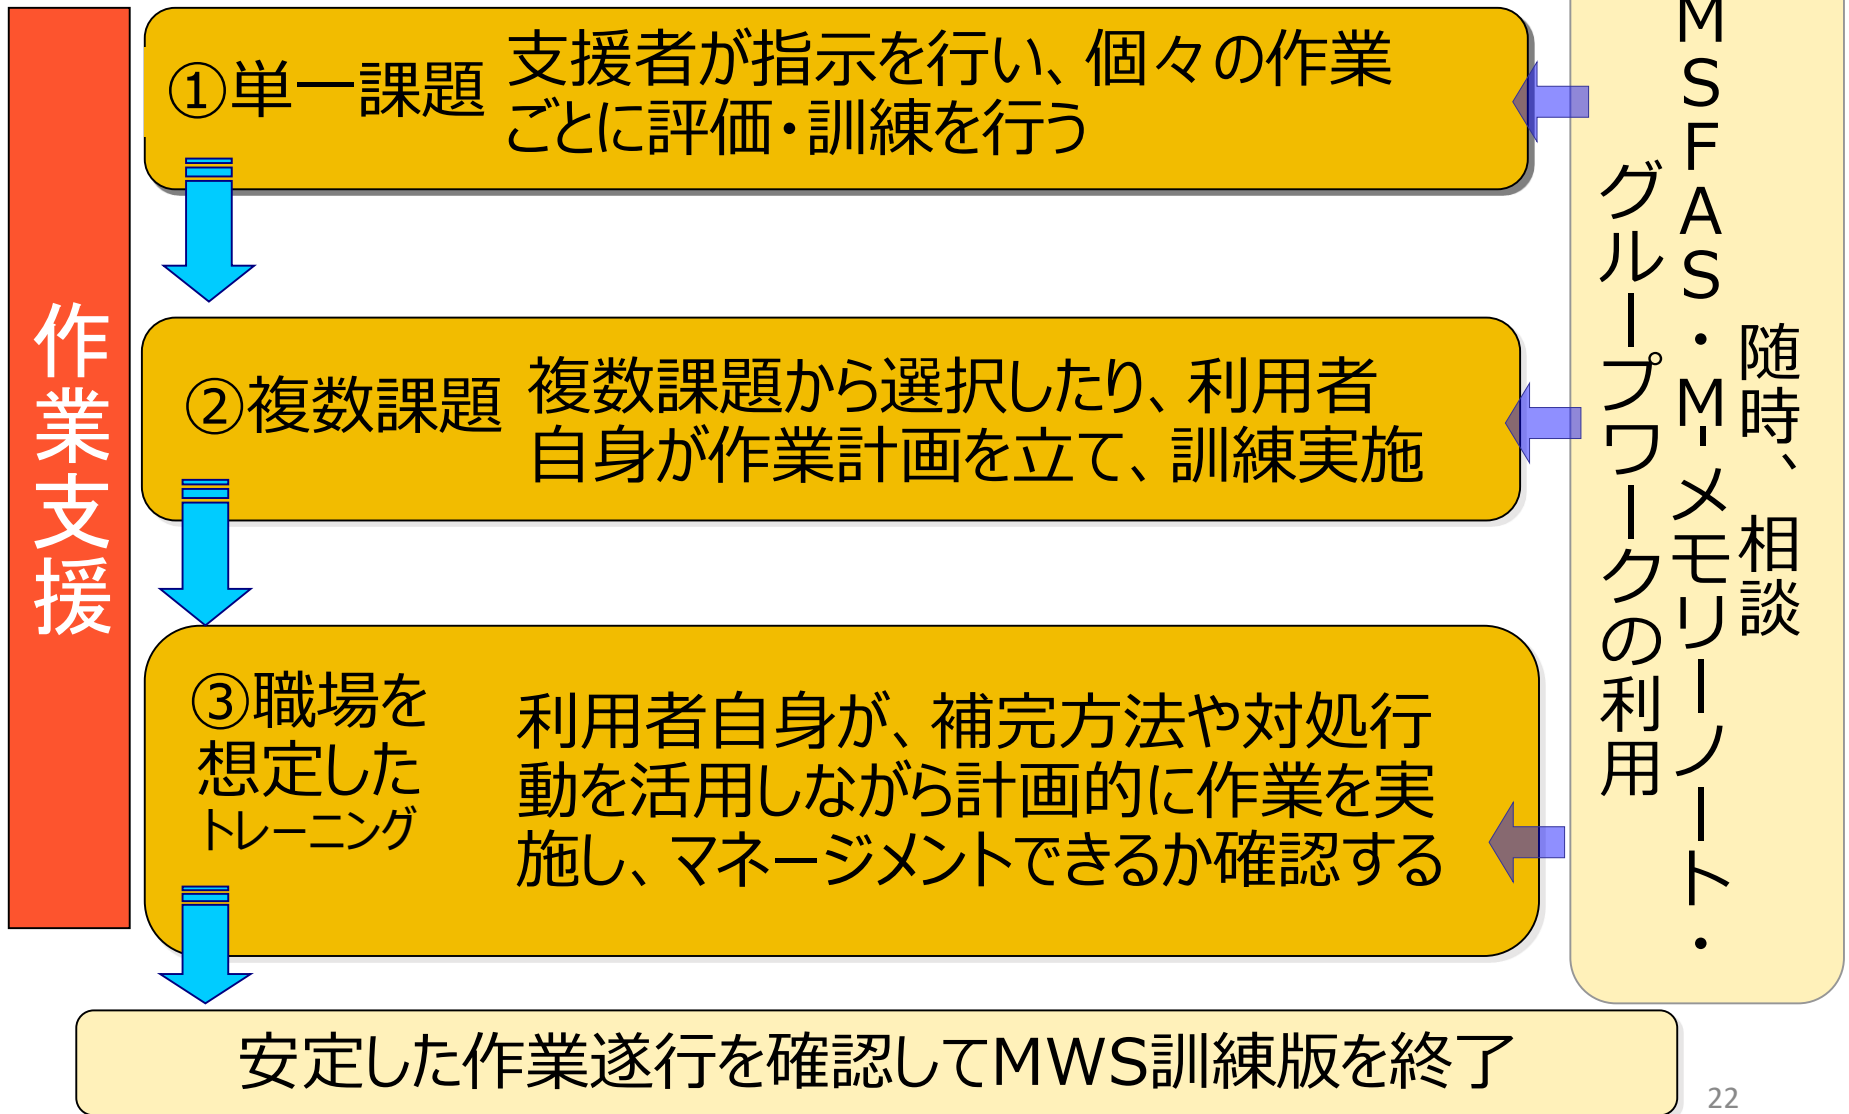 作業支援
①単一課題
支援者が指示を行い、個々の作業
ごとに評価・訓練を行う
②複数課題
複数課題から選択したり、利用者
自身が作業計画を立て、訓練実施
③職場を
想定した
トレーニング
利用者自身が、補完方法や対処行
動を活用しながら計画的に作業を実
施し、マネージメントできるか確認する
随時、相談
MSFAS・M-メモリーノート・
グループワークの利用
安定した作業遂行を確認してMWS訓練版を終了
22